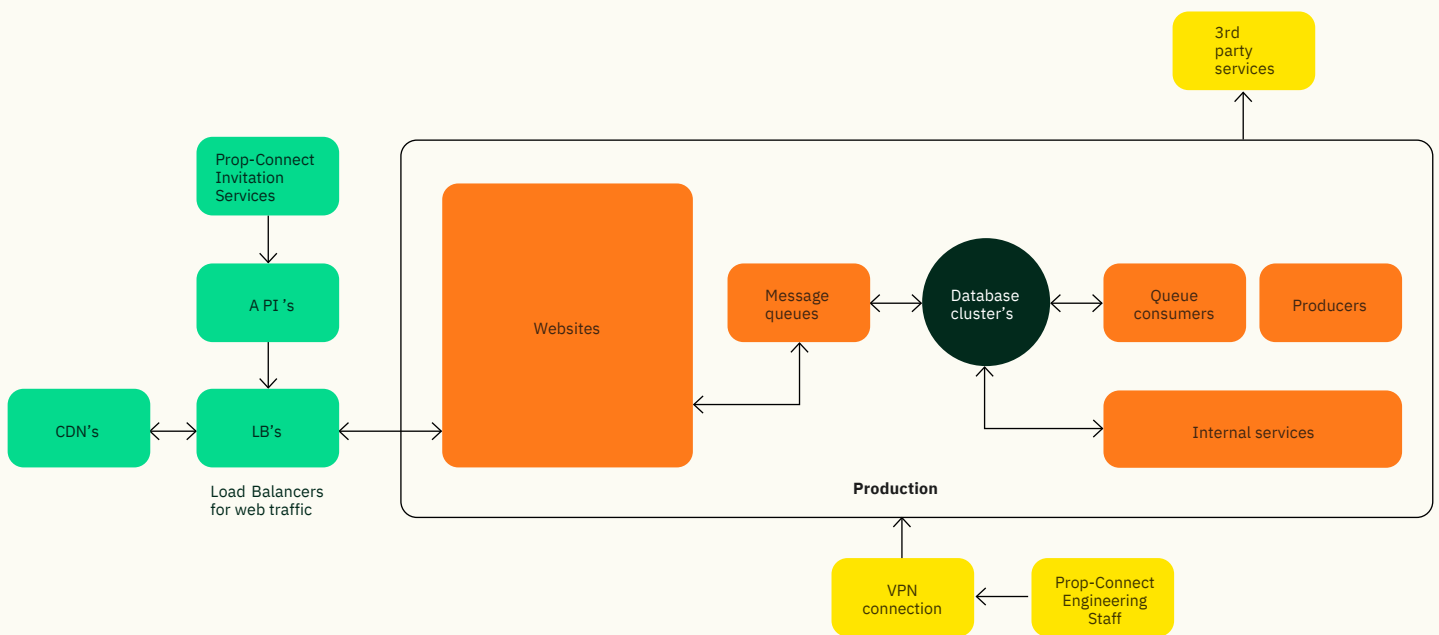 3rd
party
services
Prop-Connect
Invitation
Services
A PI ’s
Websites
Message
queues
Database
cluster’s
Queue
consumers
Producers
CDN’s
LB’s
Internal services
Load Balancers
for web traffic
Production
VPN
connection
Prop-Connect
Engineering
Staff